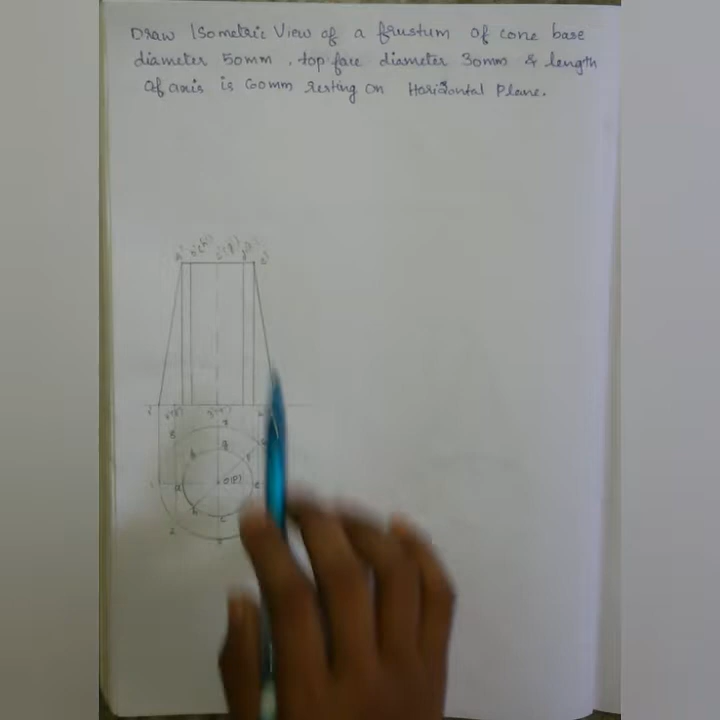 Draw Isometric View of a frustum of cone base
diameter 50mm, top face diameter 30mm & length
of axis is 60mm resting on Horizontal Plane.
a'
c'
g
o(P)
a
e
c
2